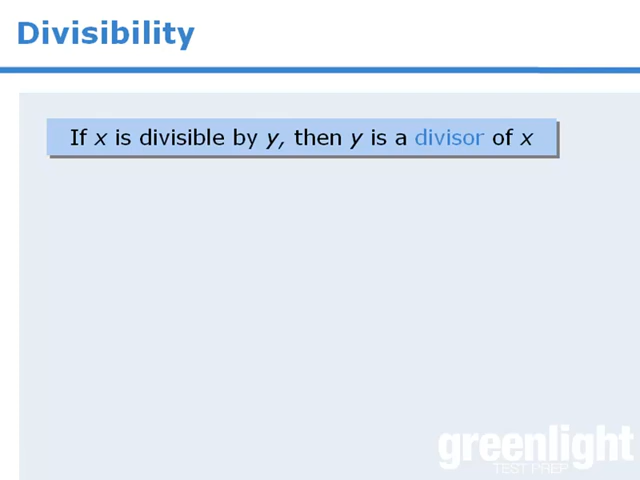 Divisibility
If x is divisible by y, then y is a divisor of x
greenlight
TEST PREP